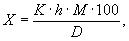 X = K · h · M · 100 / D ,